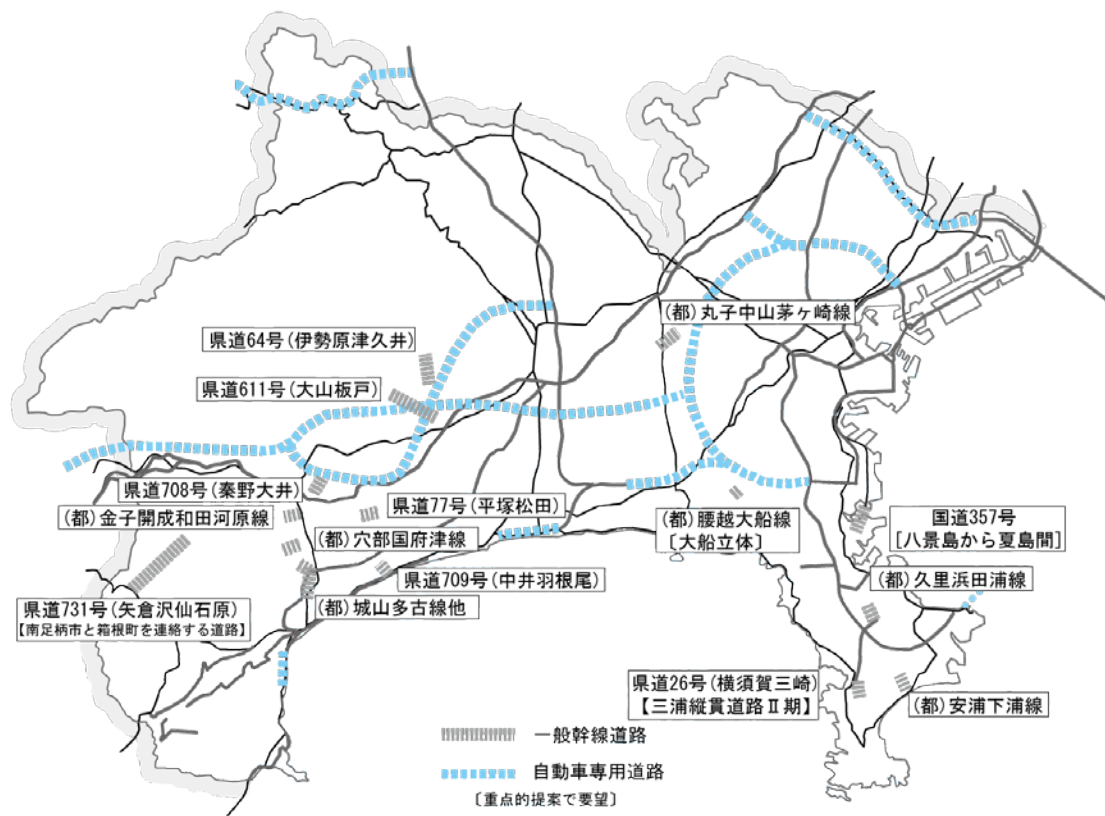 (都)丸子中山茅ヶ崎線
県道64号(伊勢原津久井)
県道611号(大山板戸)
県道708号(秦野大井)
(都)金子開成和田河原線
県道77号(平塚松田)
(都)穴部国府津線
(都)腰越大船線
〔大船立体〕
国道357号
[八景島から夏島間]
県道709号(中井羽根尾)
(都)久里浜田浦線
県道731号(矢倉沢仙石原)
【南足柄市と箱根町を連絡する道路】
(都)城山多古線他
県道26号(横須賀三崎)
【三浦縦貫道路Ⅱ期】
(都)安浦下浦線
一般幹線道路
自動車専用道路
〔重点的提案で要望〕